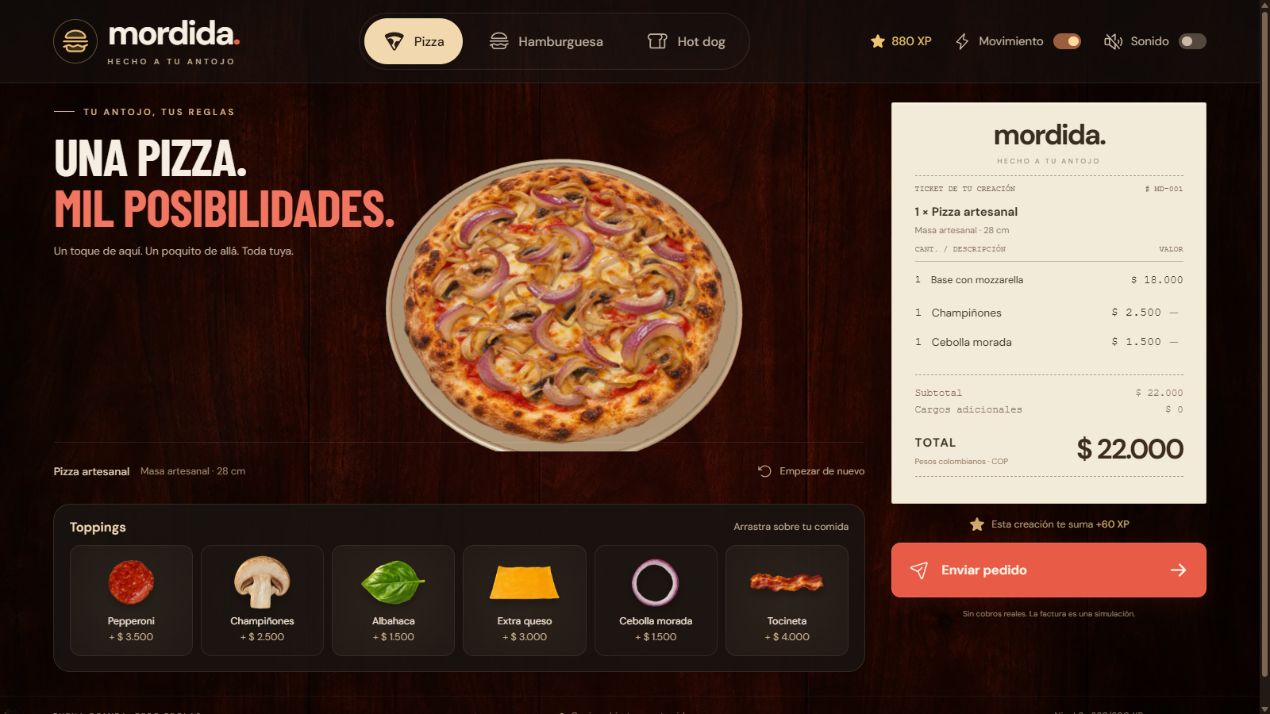 mordida.
HECHO A TU ANTOJO
Pizza
Hamburguesa
Hot dog
880 XP
Movimiento
Sonido
TU ANTOJO, TUS REGLAS
UNA PIZZA.
MIL POSIBILIDADES.
Un toque de aquí. Un poquito de allá. Toda tuya.
Pizza artesanal Masa artesanal · 28 cm
Empezar de nuevo
Toppings
Arrastra sobre tu comida
Pepperoni
+ $ 3.500
Champiñones
+ $ 2.500
Albahaca
+ $ 1.500
Extra queso
+ $ 3.000
Cebolla morada
+ $ 1.500
Tocineta
+ $ 4.000
mordida.
HECHO A TU ANTOJO
TICKET DE TU CREACIÓN # MD-001
1 × Pizza artesanal
Masa artesanal · 28 cm
CANT. / DESCRIPCIÓN VALOR
1 Base con mozzarella $ 18.000
1 Champiñones $ 2.500 —
1 Cebolla morada $ 1.500 —
Subtotal $ 22.000
Cargos adicionales $ 0
TOTAL $ 22.000
Pesos colombianos · COP
Esta creación te suma +60 XP
Enviar pedido
Sin cobros reales. La factura es una simulación.